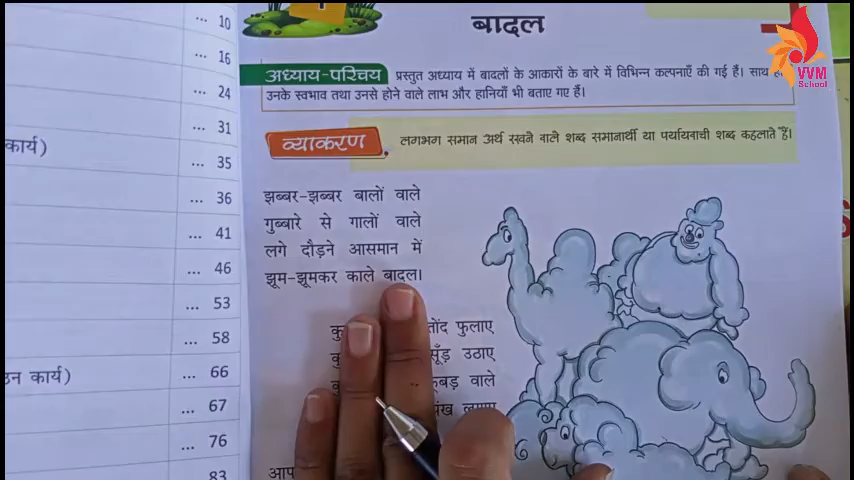 ... 10
... 16
... 24
... 31
कार्य)
... 35
... 36
... 41
... 46
... 53
... 58
कार्य)
... 66
... 67
... 76
... 83
बादल
VVM
School
अध्याय-परिचय प्रस्तुत अध्याय में बादलों के आकारों के बारे में विभिन्न कल्पनाएँ की गई हैं। साथ
उनके स्वभाव तथा उनसे होने वाले लाभ और हानियाँ भी बताए गए हैं।
व्याकरण लगभग समान अर्थ रखने वाले शब्द समानार्थी या पर्यायवाची शब्द कहलाते हैं।
झब्बर-झब्बर बालों वाले
गुब्बारे से गालों वाले
लगे दौड़ने आसमान में
झूम-झूमकर काले बादल।
तोंद फुलाए
सूँड़ उठाए
वाले
आप